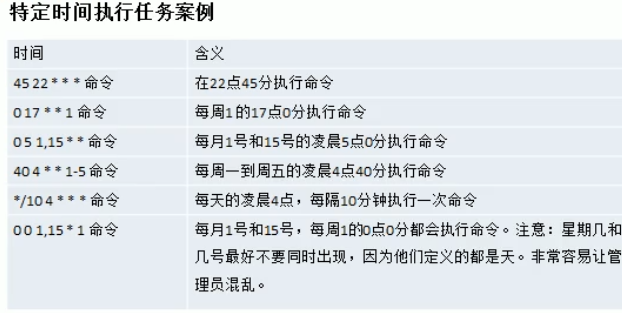 特定时间执行任务案例
时间 含义
45 22 * * * 命令 在22点45分执行命令
0 17 * * 1 命令 每周1的17点0分执行命令
0 5 1,15 * * 命令 每月1号和15号的凌晨5点0分执行命令
40 4 * * 1-5 命令 每周一到周五的凌晨4点40分执行命令
*/10 4 * * * 命令 每天的凌晨4点，每隔10分钟执行一次命令
0 0 1,15 * 1 命令 每月1号和15号，每周1的0点0分都会执行命令。注意：星期几和
几号最好不要同时出现，因为他们定义的都是天。非常容易让管
理员混乱。